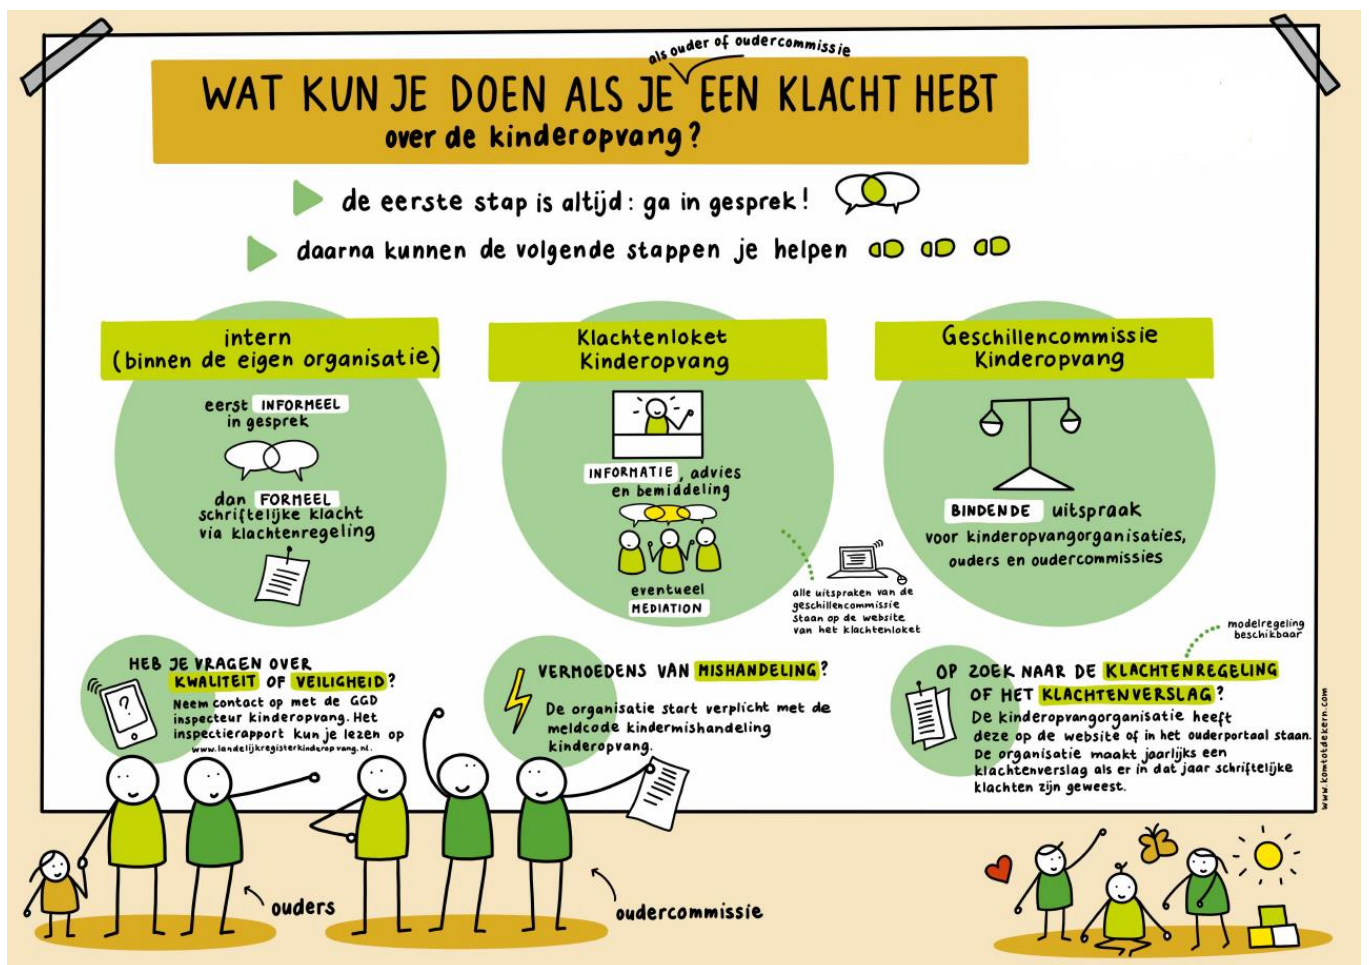 als ouder of oudercommissie
WAT KUN JE DOEN ALS JE EEN KLACHT HEBT
over de kinderopvang?
de eerste stap is altijd: ga in gesprek!
daarna kunnen de volgende stappen je helpen
intern
(binnen de eigen organisatie)
eerst INFORMEEL
in gesprek
dan FORMEEL
schriftelijke klacht
via klachtenregeling
Klachtenloket
Kinderopvang
INFORMATIE, advies
en bemiddeling
eventueel
MEDIATION
alle uitspraken van de
geschillencommissie
staan op de website
van het klachtenloket
Geschillencommissie
Kinderopvang
BINDENDE uitspraak
voor kinderopvangorganisaties,
ouders en oudercommissies
HEB JE VRAGEN OVER
KWALITEIT OF VEILIGHEID?
?
Neem contact op met de GGD
inspecteur kinderopvang. Het
inspectierapport kun je lezen op
www.landelijkregisterkinderopvang.nl.
VERMOEDENS VAN MISHANDELING?
De organisatie start verplicht met de
meldcode kindermishandeling
kinderopvang.
modelregeling
beschikbaar
OP ZOEK NAAR DE KLACHTENREGELING
OF HET KLACHTENVERSLAG?
De kinderopvangorganisatie heeft
deze op de website of in het ouderportaal staan.
De organisatie maakt jaarlijks een
klachtenverslag als er in dat jaar schriftelijke
klachten zijn geweest.
www.komtotdekern.com
ouders
oudercommissie